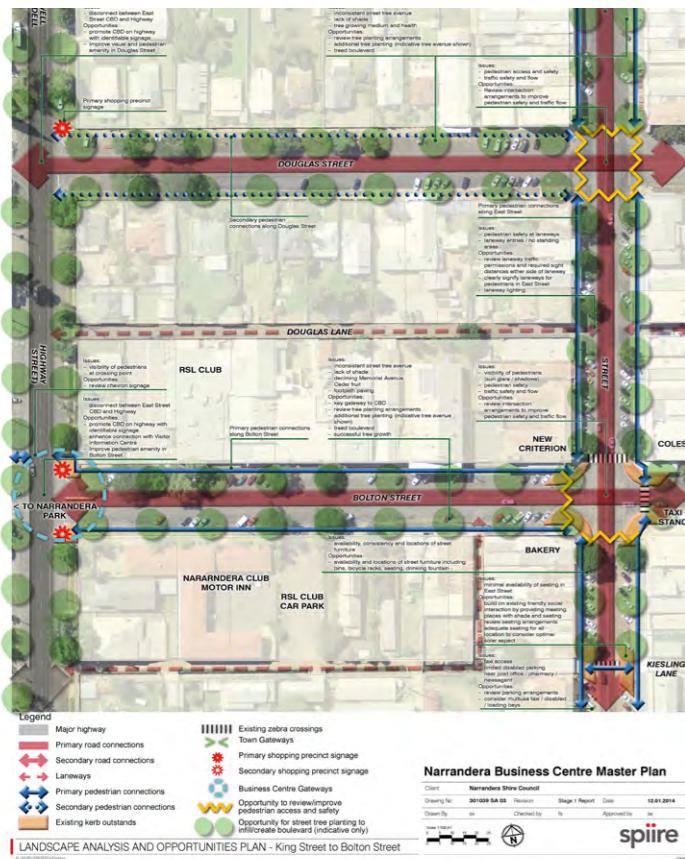 disconnect between East
Street CBD and Highway
Opportunities:
- promote CBD on highway
with identifiable signage
- improve visual and pedestrian
amenity in Douglas Street
Primary shopping precinct
signage
- inconsistent street tree avenue
- lack of shade
- tree growing medium and health
Opportunities:
- review tree planting arrangements
- additional tree planting (indicative tree avenue shown)
- treed boulevard
Issues:
- pedestrian access and safety
- traffic safety and flow
Opportunities:
- Review intersection
arrangements to improve
pedestrian safety and traffic flow
DOUGLAS STREET
Secondary pedestrian
connections along Douglas Street
Primary pedestrian connections
along East Street
Issues:
- pedestrian safety at laneways
- laneway entries / no standing
areas
Opportunities:
- review laneway traffic
permissions and required sight
distances either side of laneway
- clearly signify laneways for
pedestrians in East Street
- laneway lighting
DOUGLAS LANE
HIGHWAY
STREET)
STREET
Issues:
- visibility of pedestrians
at crossing point
Opportunities:
- review chevron signage
Issues:
- disconnect between East Street
CBD and Highway
Opportunities:
- promote CBD on highway with
identifiable signage
- enhance connection with Visitor
Information Centre
- Improve pedestrian amenity in
Bolton Street
RSL CLUB
Primary pedestrian connections
along Bolton Street
Issues:
- inconsistent street tree avenue
- lack of shade
- declining Memorial Avenue
- Cedar fruit
- footpath paving
Opportunities:
- key gateway to CBD
- review tree planting arrangements
- additional tree planting (indicative tree avenue
shown)
- treed boulevard
- successful tree growth
Issues:
- visibility of pedestrians
(sun glare / shadows)
- pedestrian safety
- traffic safety and flow
Opportunities:
- review intersection
arrangements to improve
pedestrian safety and traffic flow
NEW
CRITERION
COLES
BOLTON STREET
< TO NARRANDERA
PARK
TAXI
STAND
Issues:
- availability, consistency and locations of street
furniture
Opportunities:
- availability and locations of street furniture including
bins, bicycle racks, seating, drinking fountain
BAKERY
NARARNDERA CLUB
MOTOR INN
RSL CLUB
CAR PARK
Issues:
- minimal availability of seating in
East Street
Opportunities:
- build on existing friendly social
interaction by providing meeting
places with shade and seating
- review seating arrangements
- adequate seating for all
- location to consider optimal
solar aspect
Issues:
- taxi access
- limited disabled parking
near post office / pharmacy /
newsagent
Opportunities:
- review parking arrangements
- consider multiuse taxi / disabled
/ loading bays
KIESLING
LANE
Legend
Major highway
Primary road connections
Secondary road connections
Laneways
Primary pedestrian connections
Secondary pedestrian connections
Existing kerb outstands
Existing zebra crossings
Town Gateways
Primary shopping precinct signage
Secondary shopping precinct signage
Business Centre Gateways
Opportunity to review/improve
pedestrian access and safety
Opportunity for street tree planting to
infill/create boulevard (indicative only)
Narrandera Business Centre Master Plan
Client Narrandera Shire Council
Drawing No 301039 SA 03 Revision Stage 1 Report Date 12.01.2014
Drawn By Checked by Approved by
spiire
LANDSCAPE ANALYSIS AND OPPORTUNITIES PLAN - King Street to Bolton Street